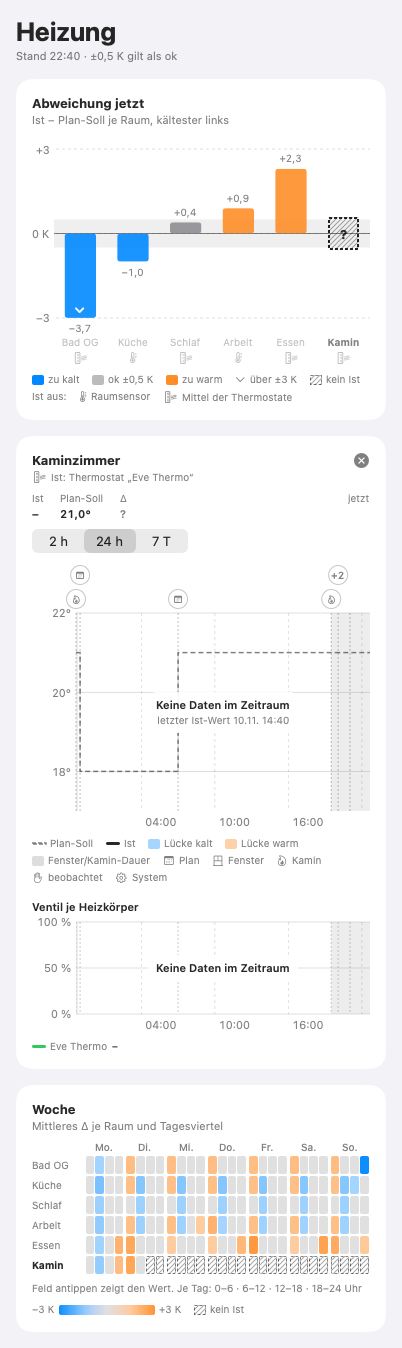 Heizung
Stand 22:40 · ±0,5 K gilt als ok
Abweichung jetzt
Ist – Plan-Soll je Raum, kältester links
+3
0 K
−3
−3,7
−1,0
+0,4
+0,9
+2,3
?
Bad OG Küche Schlaf Arbeit Essen Kamin
zu kalt ok ±0,5 K zu warm über ±3 K kein Ist
Ist aus: Raumsensor Mittel der Thermostate
Kaminzimmer
Ist: Thermostat „Eve Thermo“
Ist Plan-Soll Δ jetzt
– 21,0° ?
2 h 24 h 7 T
+2
22°
20°
18°
Keine Daten im Zeitraum
letzter Ist-Wert 10.11. 14:40
04:00 10:00 16:00
Plan-Soll Ist Lücke kalt Lücke warm
Fenster/Kamin-Dauer Plan Fenster Kamin
beobachtet System
Ventil je Heizkörper
100 %
50 %
0 %
Keine Daten im Zeitraum
04:00 10:00 16:00
Eve Thermo –
Woche
Mittleres Δ je Raum und Tagesviertel
Mo. Di. Mi. Do. Fr. Sa. So.
Bad OG
Küche
Schlaf
Arbeit
Essen
Kamin
Feld antippen zeigt den Wert. Je Tag: 0–6 · 6–12 · 12–18 · 18–24 Uhr
−3 K +3 K kein Ist